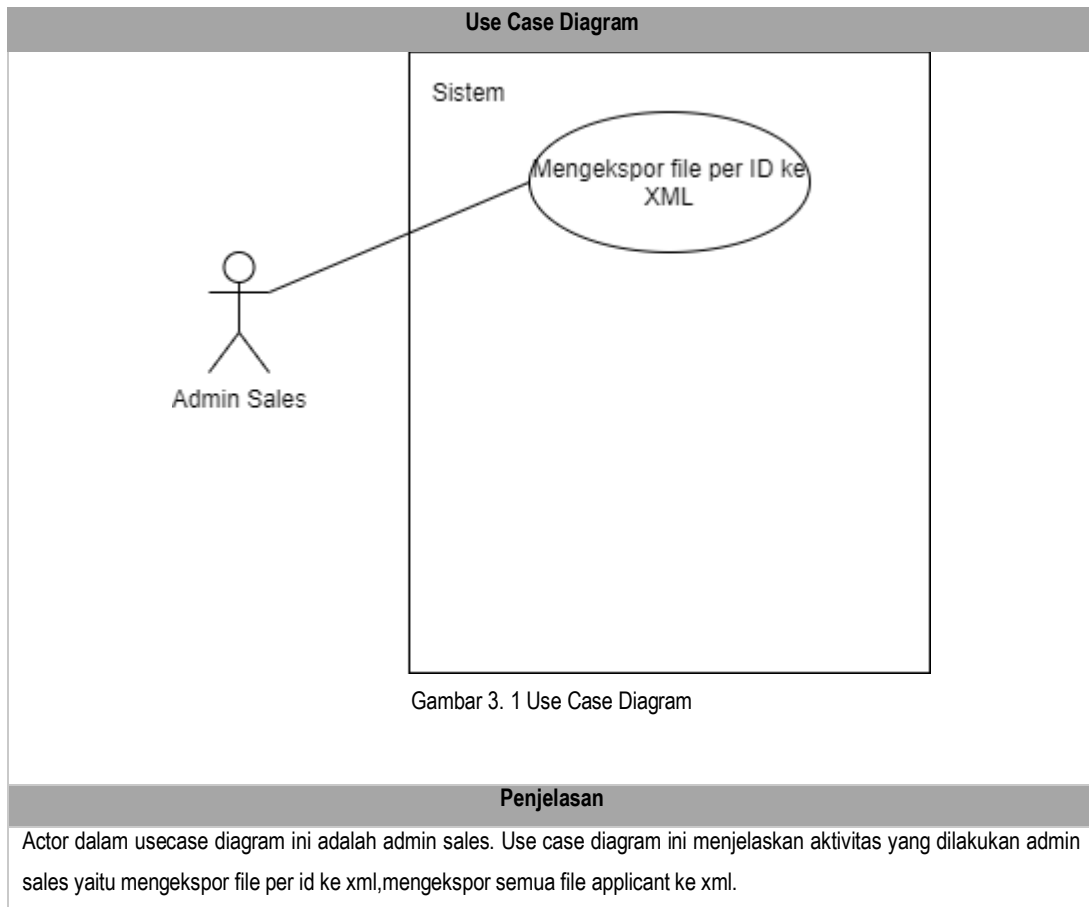 Use Case Diagram
Sistem
Mengekspor file per ID ke
XML
Admin Sales
Gambar 3. 1 Use Case Diagram
Penjelasan
Actor dalam usecase diagram ini adalah admin sales. Use case diagram ini menjelaskan aktivitas yang dilakukan admin
sales yaitu mengekspor file per id ke xml,mengekspor semua file applicant ke xml.